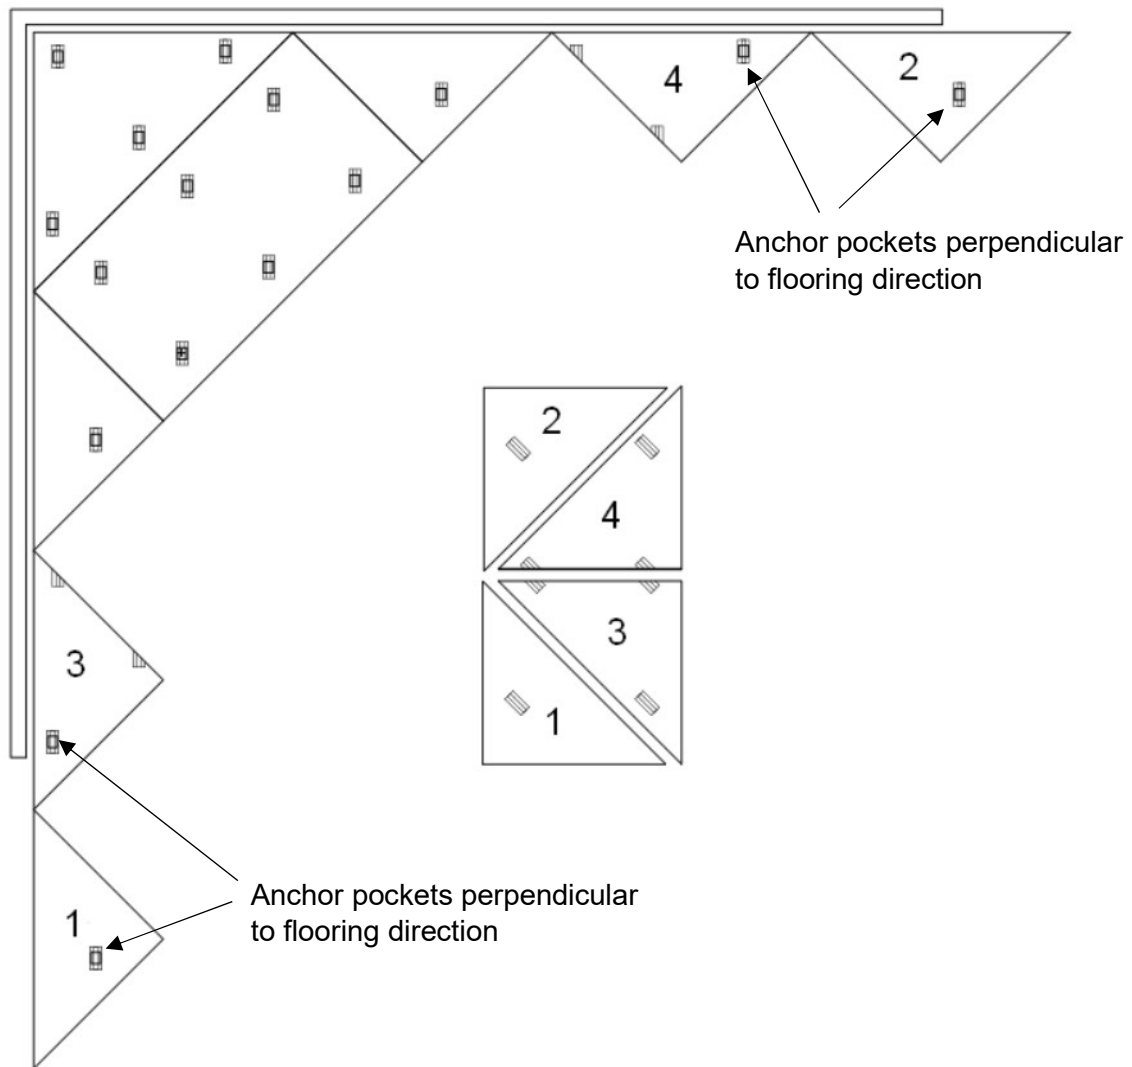 4
2
Anchor pockets perpendicular
to flooring direction
2
4
3
1
3
Anchor pockets perpendicular
to flooring direction
1